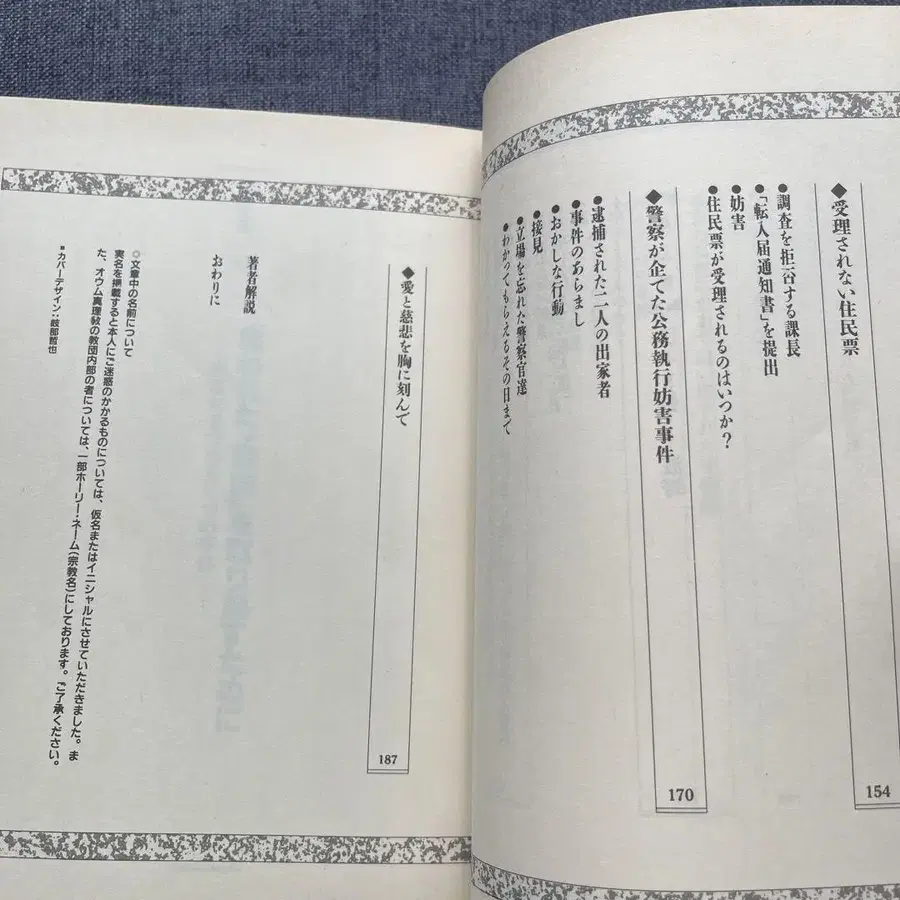 ◆受理されない住民票
154
●調査を拒否する課長
●「転入届通知書」を提出
●妨害
●住民票が受理されるのはいつか？
◆警察が企てた公務執行妨害事件
170
●逮捕された二人の出家者
●事件のあらまし
●おかしな行動
●接見
●立場を忘れた警察官達
●わかってもらえるその日まで
◆愛と慈悲を胸に刻んで
187
著者解説
おわりに
◎文章中の名前について
実名を掲載すると本人にご迷惑のかかるものについては、仮名またはイニシャルにさせていただきました。ま
た、オウム真理教の教団内部の者については、一部ホーリー・ネーム（宗教名）にしております。ご了承ください。
■カバーデザイン：岐部哲也